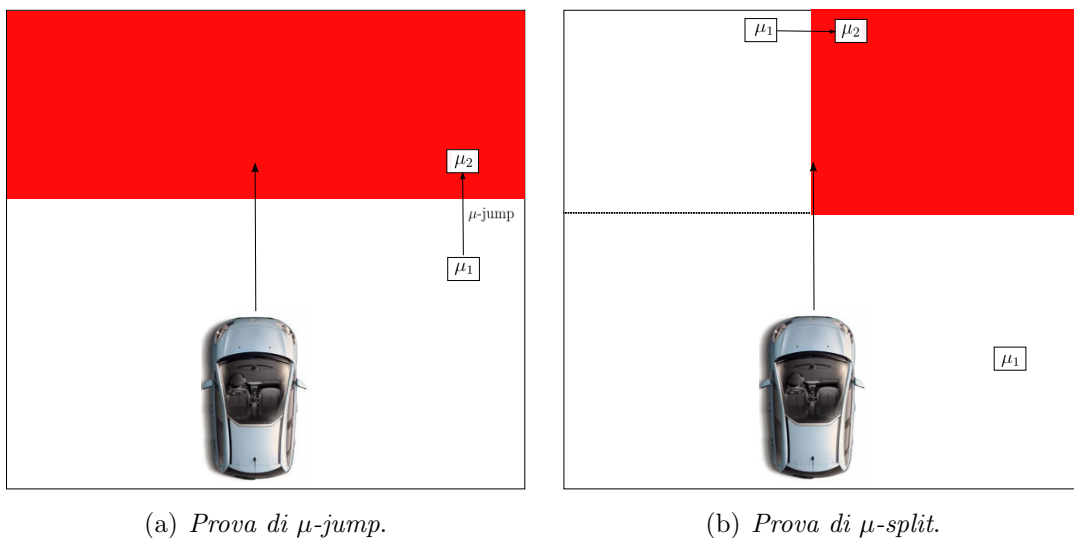 μ₂
μ-jump
μ₁
(a) Prova di μ-jump.
μ₁
μ₂
μ₁
(b) Prova di μ-split.